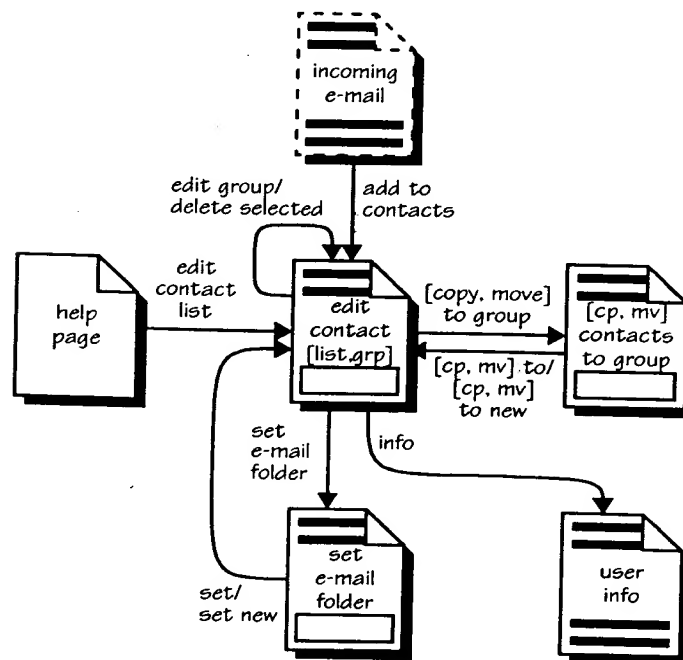 incoming
e-mail
edit group/
delete selected
add to
contacts
edit
contact
list
help
page
edit
contact
[list,grp]
[copy, move]
to group
[cp, mv]
contacts
to group
[cp, mv] to/
[cp, mv]
to new
set
e-mail
folder
info
set
e-mail
folder
user
info
set/
set new